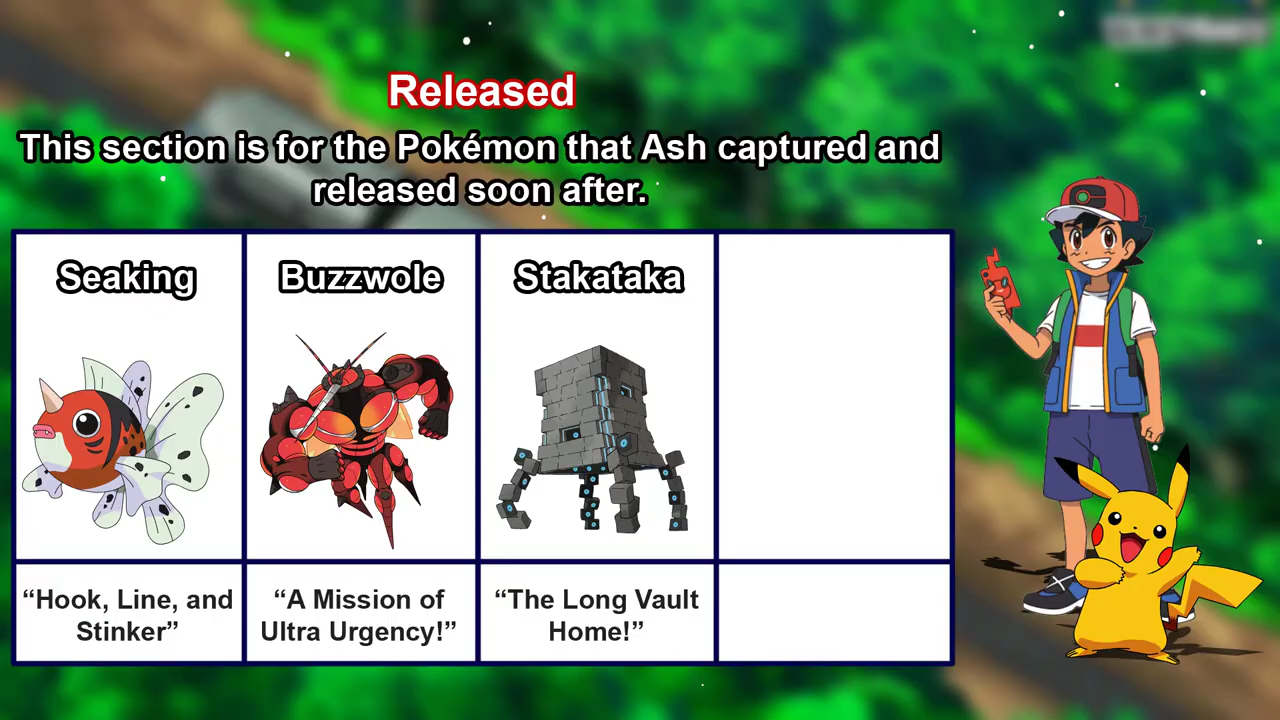 Released
This section is for the Pokémon that Ash captured and
released soon after.
Seaking
Buzzwole
Stakataka
“Hook, Line, and
Stinker”
“A Mission of
Ultra Urgency!”
“The Long Vault
Home!”